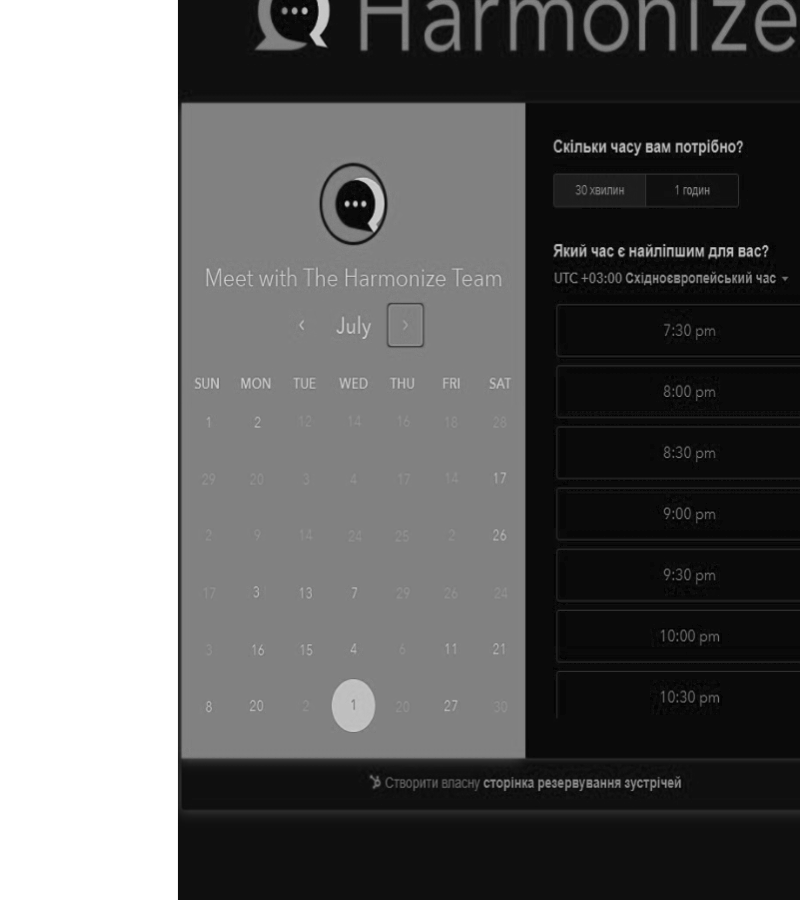 Harmonize
Meet with The Harmonize Team
July
SUN MON TUE WED THU FRI SAT
1 2 12 14 16 18 28
29 20 3 4 17 14 17
2 9 14 24 25 2 26
17 3 13 7 29 26 24
3 16 15 4 6 11 21
8 20 2 1 20 27 30
Скільки часу вам потрібно?
30 хвилин 1 годин
Який час є найліпшим для вас?
UTC +03:00 Східноєвропейський час
7:30 pm
8:00 pm
8:30 pm
9:00 pm
9:30 pm
10:00 pm
10:30 pm
Створити власну сторінка резервування зустрічей